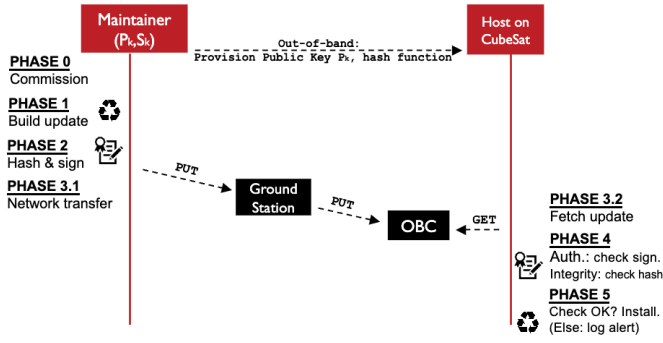 Maintainer
(Pk,Sk)
Host on
CubeSat
Out-of-band:
Provision Public Key Pk, hash function
PHASE 0
Commission
PHASE 1
Build update
PHASE 2
Hash & sign
PHASE 3.1
Network transfer
PUT
Ground
Station
PUT
OBC
GET
PHASE 3.2
Fetch update
PHASE 4
Auth.: check sign.
Integrity: check hash
PHASE 5
Check OK? Install.
(Else: log alert)